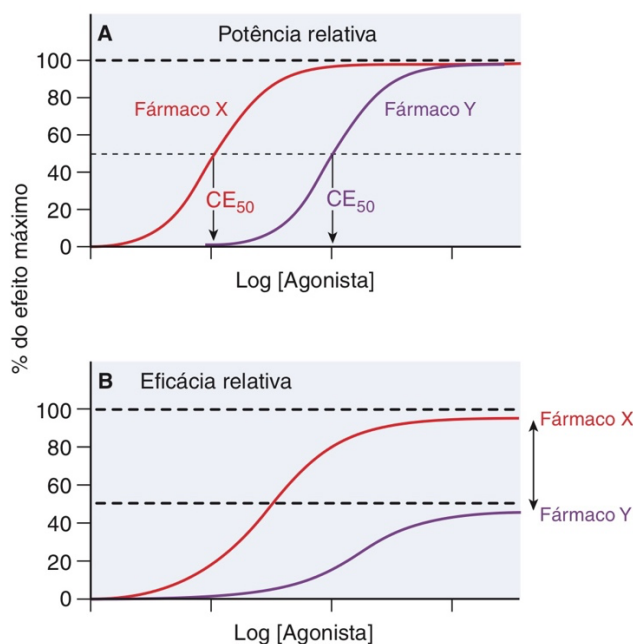 A
Potência relativa
100
80
60
40
20
0
Fármaco X
Fármaco Y
CE50
CE50
Log [Agonista]
% do efeito máximo
B
Eficácia relativa
100
80
60
40
20
0
Fármaco X
Fármaco Y
Log [Agonista]